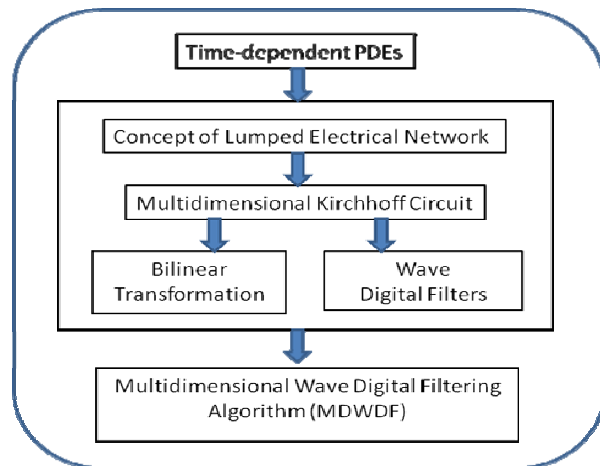 Time-dependent PDEs
Concept of Lumped Electrical Network
Multidimensional Kirchhoff Circuit
Bilinear
Transformation
Wave
Digital Filters
Multidimensional Wave Digital Filtering
Algorithm (MDWDF)